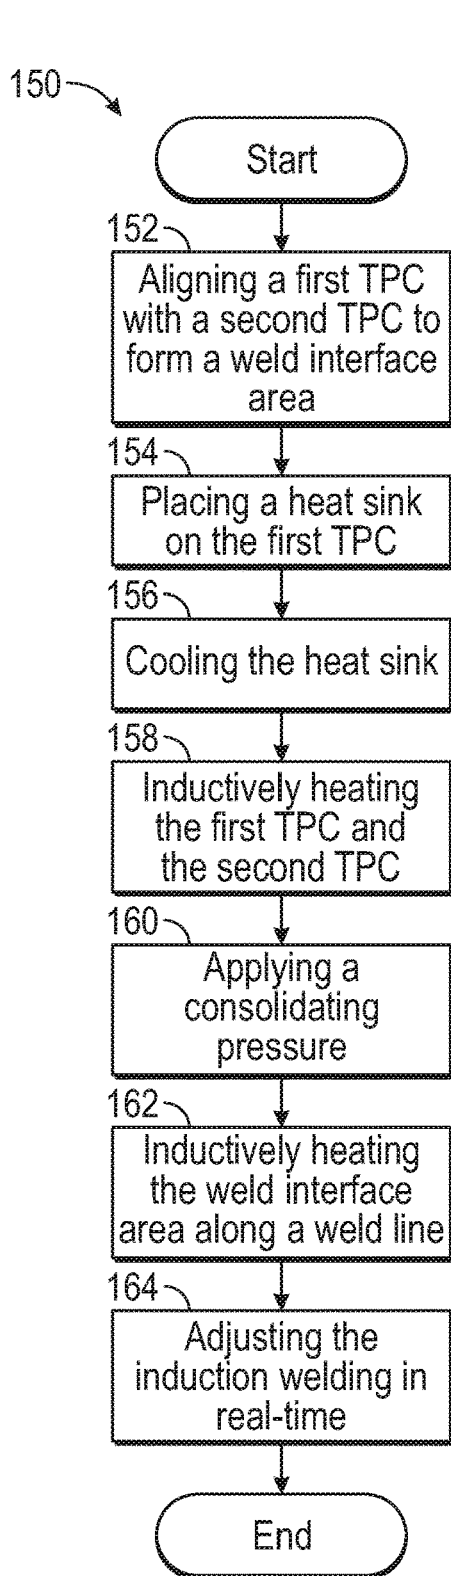 150
Start
152
Aligning a first TPC
with a second TPC to
form a weld interface
area
154
Placing a heat sink
on the first TPC
156
Cooling the heat sink
158
Inductively heating
the first TPC and
the second TPC
160
Applying a
consolidating
pressure
162
Inductively heating
the weld interface
area along a weld line
164
Adjusting the
induction welding in
real-time
End